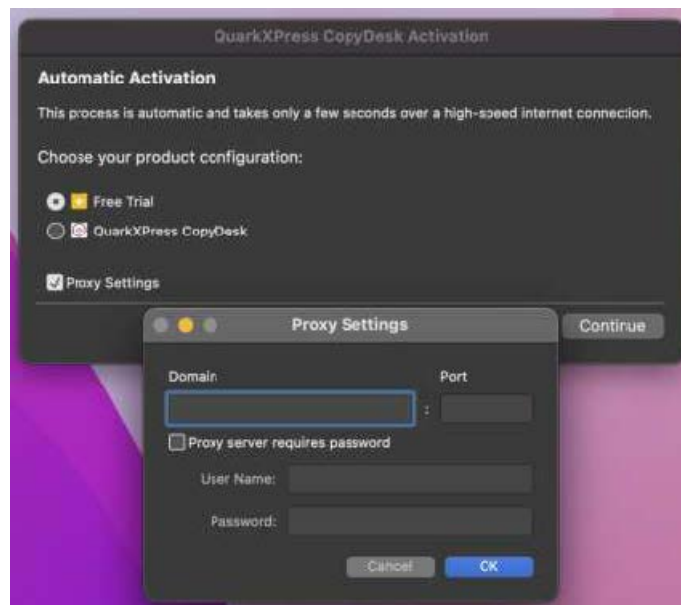 QuarkXPress CopyDesk Activation
Automatic Activation
This process is automatic and takes only a few seconds over a high-speed internet connection.
Choose your product configuration:
Free Trial
QuarkXPress CopyDesk
Proxy Settings
Proxy Settings
Continue
Domain Port
:
Proxy server requires password
User Name:
Password:
Cancel OK